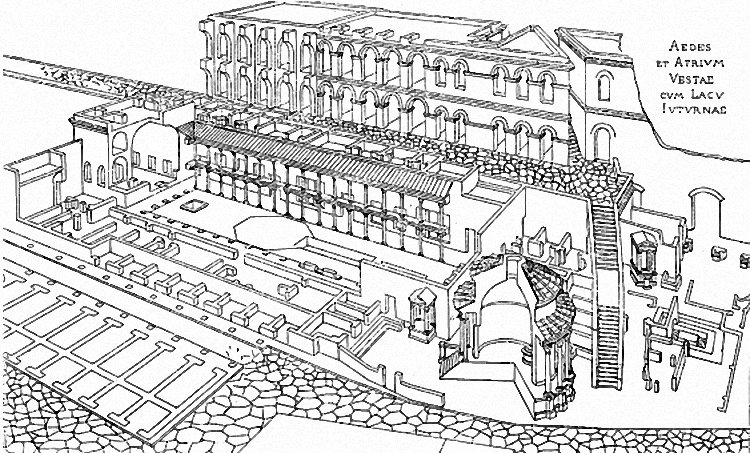 AEDES
ET ATRIVM
VESTAE
CVM LACV
IVTVRNAE